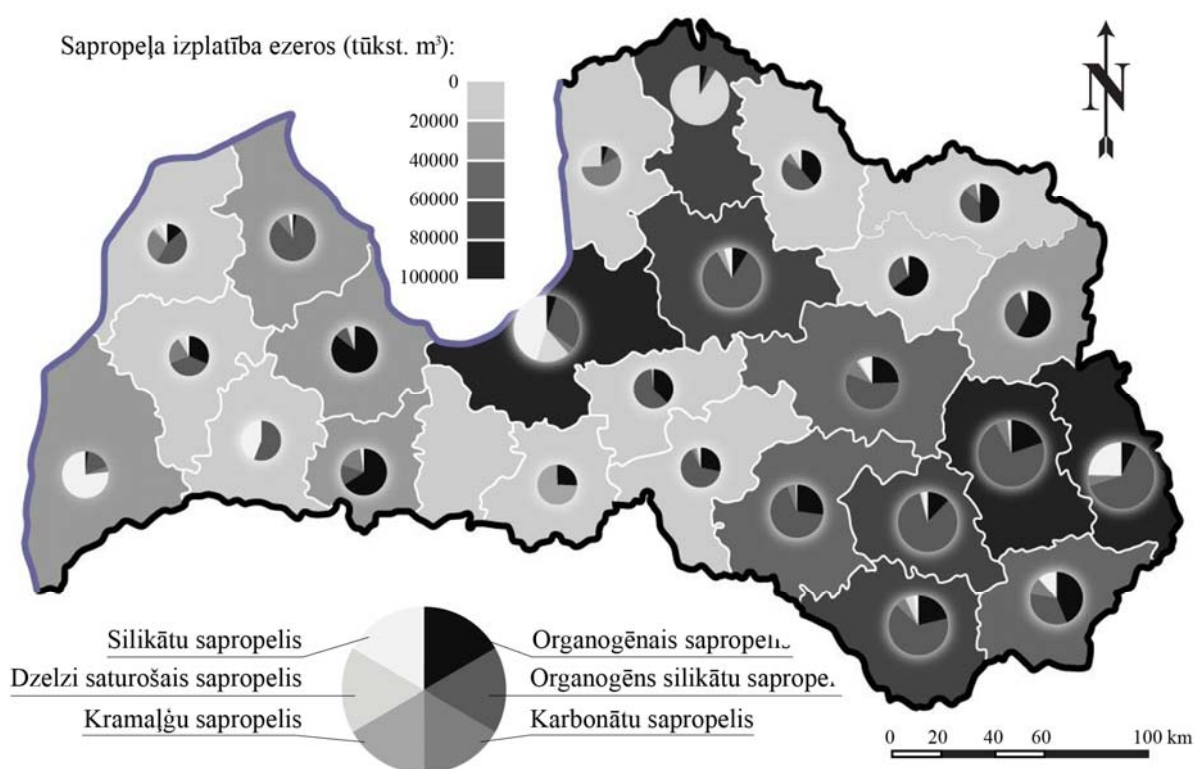 Sapropeļa izplatība ezeros (tūkst. m³):
0
20000
40000
60000
80000
100000
N
Silikātu sapropelis
Dzelzi saturošais sapropelis
Kramaļģu sapropelis
Organogēnais
Organogēns silikātu
Karbonātu sapropelis
0 20 40 60 100 km